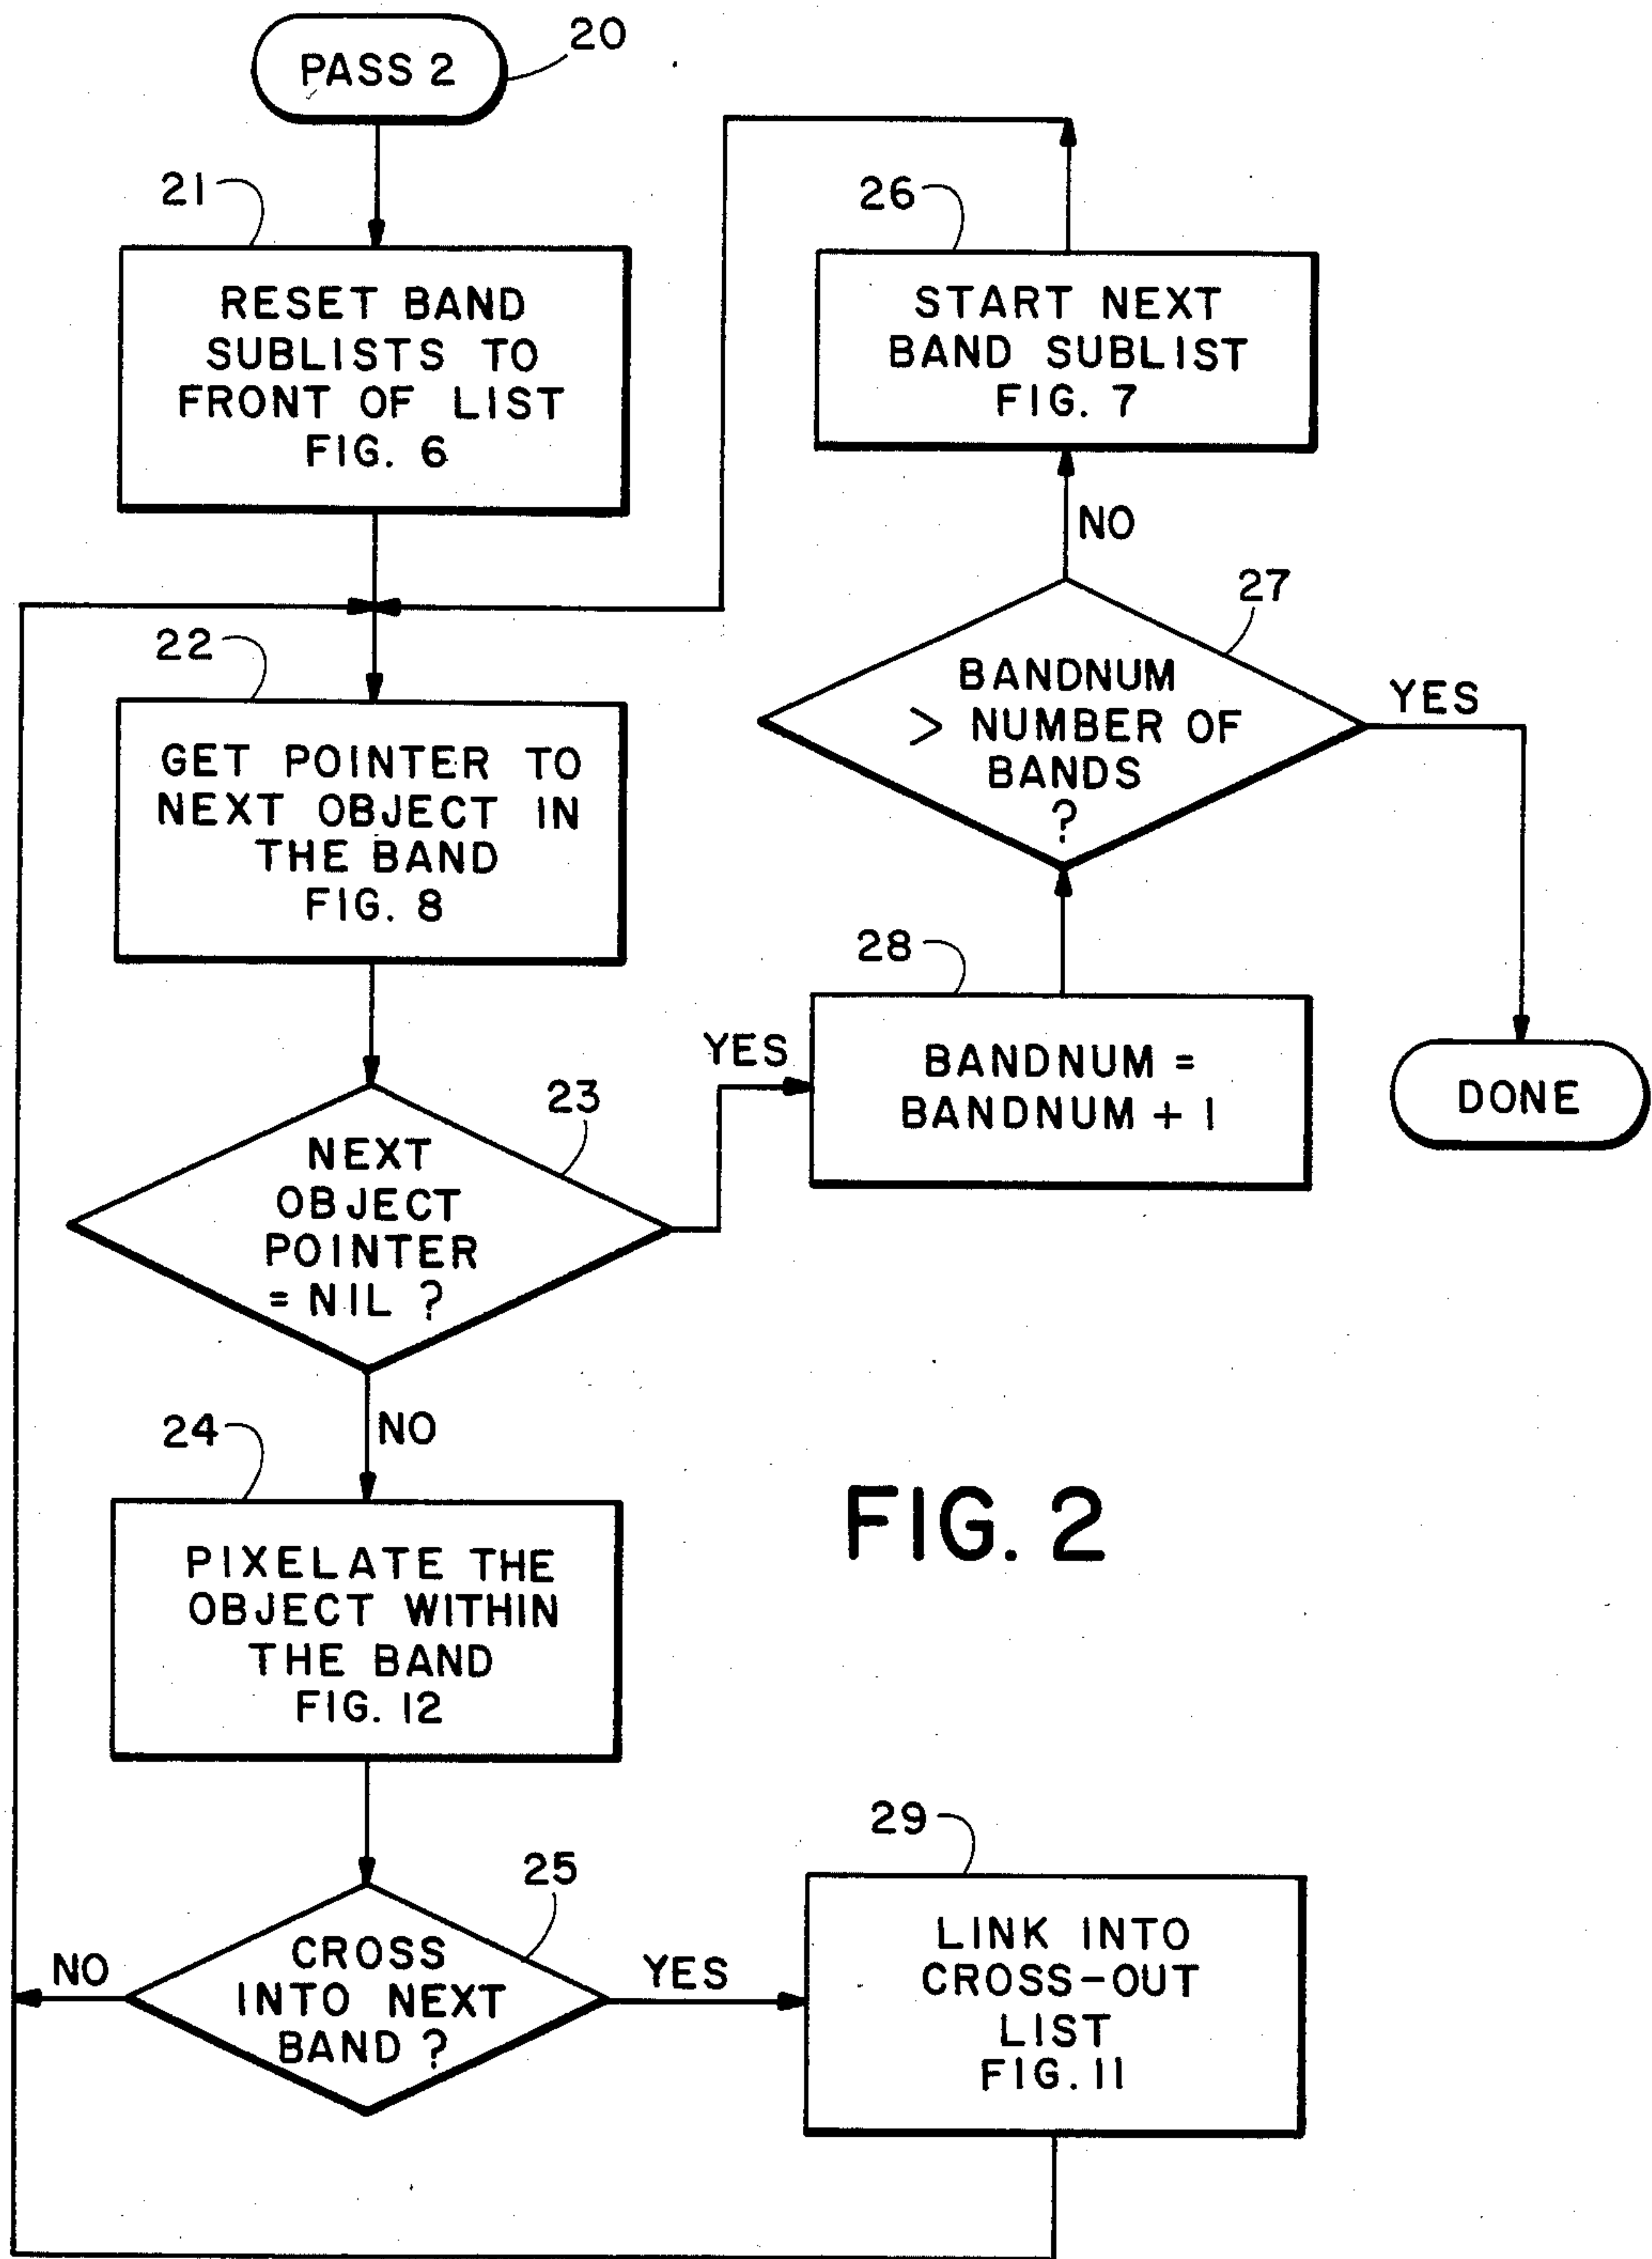 PASS 2
20
21
RESET BAND
SUBLISTS TO
FRONT OF LIST
FIG. 6
22
GET POINTER TO
NEXT OBJECT IN
THE BAND
FIG. 8
23
NEXT
OBJECT
POINTER
= NIL ?
YES
NO
24
PIXELATE THE
OBJECT WITHIN
THE BAND
FIG. 12
25
CROSS
INTO NEXT
BAND ?
NO
YES
29
LINK INTO
CROSS-OUT
LIST
FIG. 11
28
BANDNUM =
BANDNUM + 1
27
BANDNUM
> NUMBER OF
BANDS
?
YES
NO
26
START NEXT
BAND SUBLIST
FIG. 7
DONE
FIG. 2